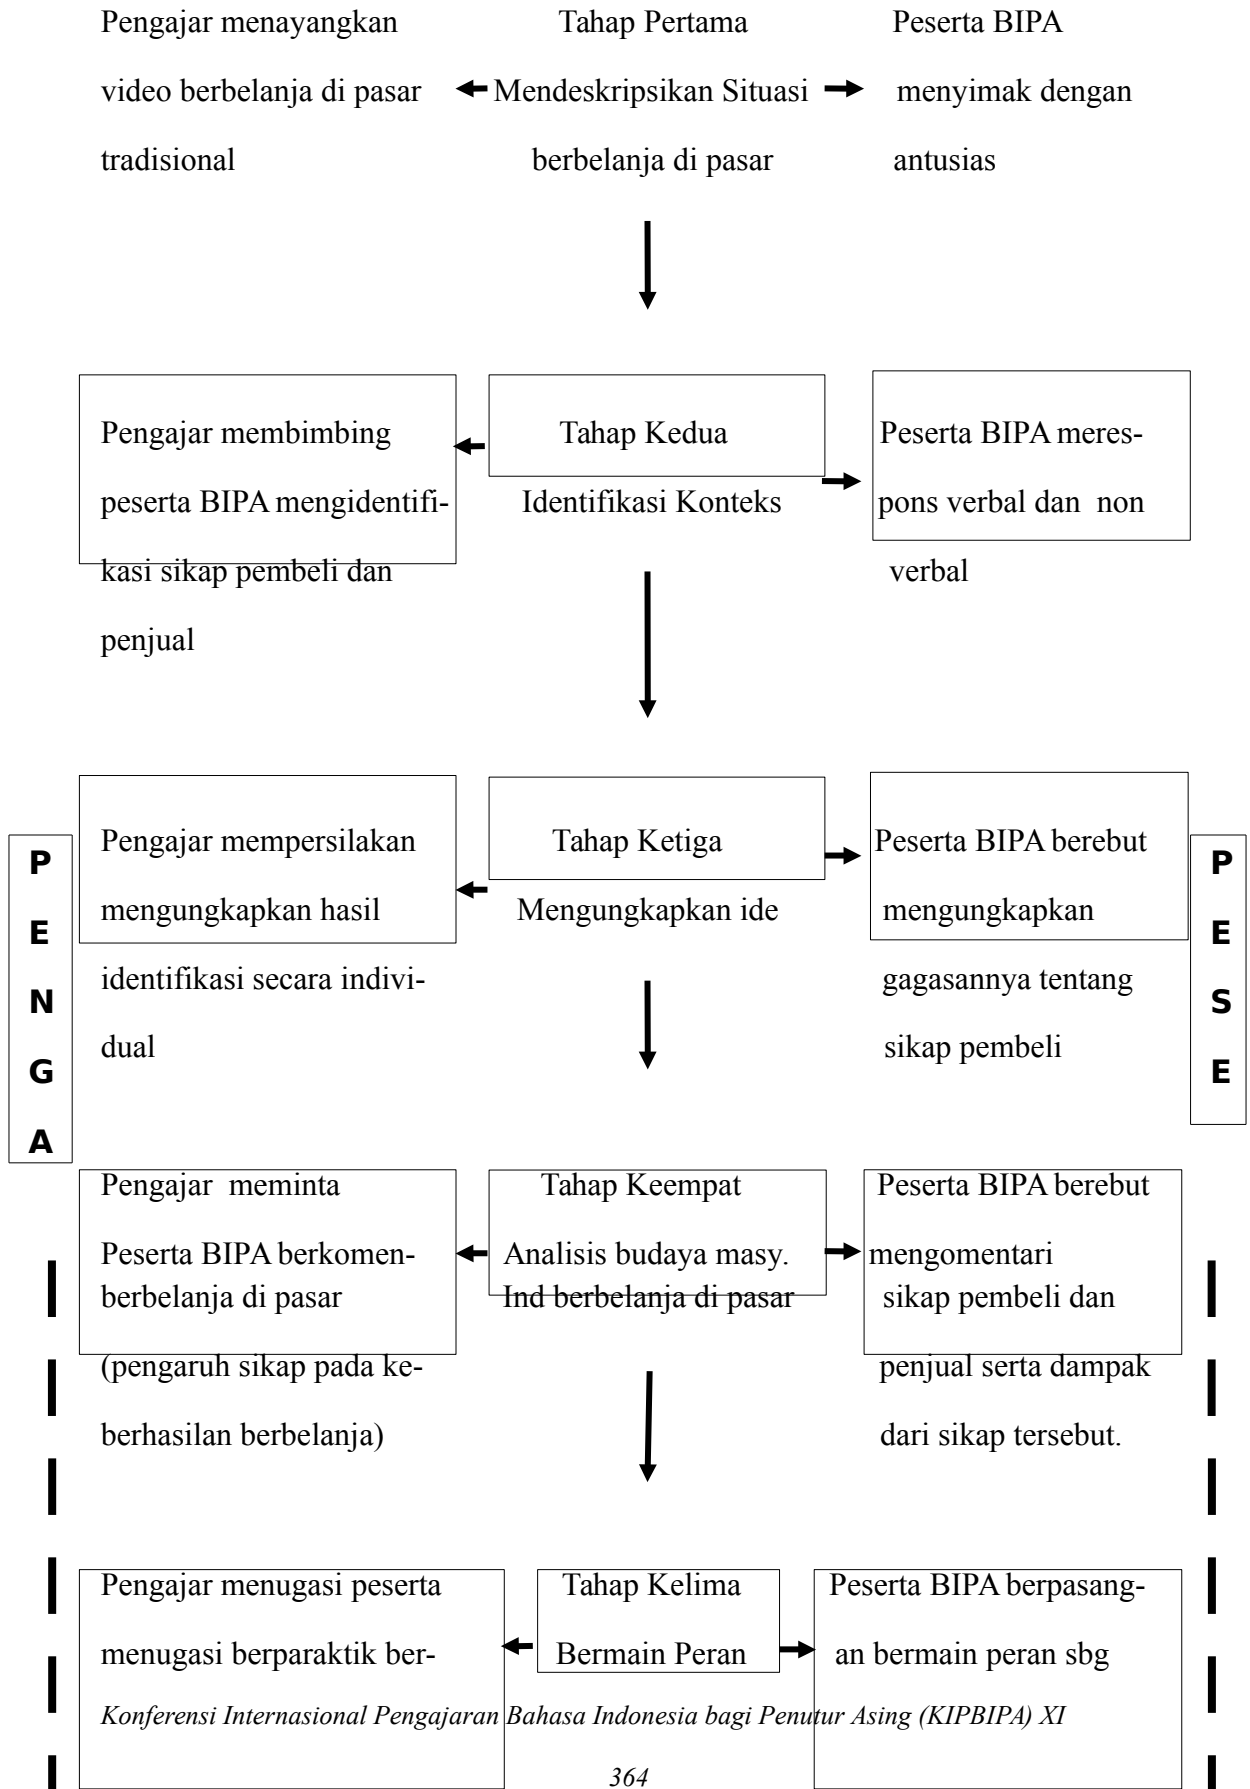 Pengajar menayangkan
video berbelanja di pasar
tradisional
Tahap Pertama
Mendeskripsikan Situasi
berbelanja di pasar
Peserta BIPA
menyimak dengan
antusias
Pengajar membimbing
peserta BIPA mengidentifi-
kasi sikap pembeli dan
penjual
Tahap Kedua
Identifikasi Konteks
Peserta BIPA meres-
pons verbal dan non
verbal
P
E
N
G
A
Pengajar mempersilakan
mengungkapkan hasil
identifikasi secara indivi-
dual
Tahap Ketiga
Mengungkapkan ide
Peserta BIPA berebut
mengungkapkan
gagasannya tentang
sikap pembeli
P
E
S
E
Pengajar meminta
Peserta BIPA berkomen-
berbelanja di pasar
(pengaruh sikap pada ke-
berhasilan berbelanja)
Tahap Keempat
Analisis budaya masy.
Ind berbelanja di pasar
Peserta BIPA berebut
mengomentari
sikap pembeli dan
penjual serta dampak
dari sikap tersebut.
Pengajar menugasi peserta
menugasi berparaktik ber-
Tahap Kelima
Bermain Peran
Peserta BIPA berpasang-
an bermain peran sbg
Konferensi Internasional Pengajaran Bahasa Indonesia bagi Penutur Asing (KIPBIPA) XI
364